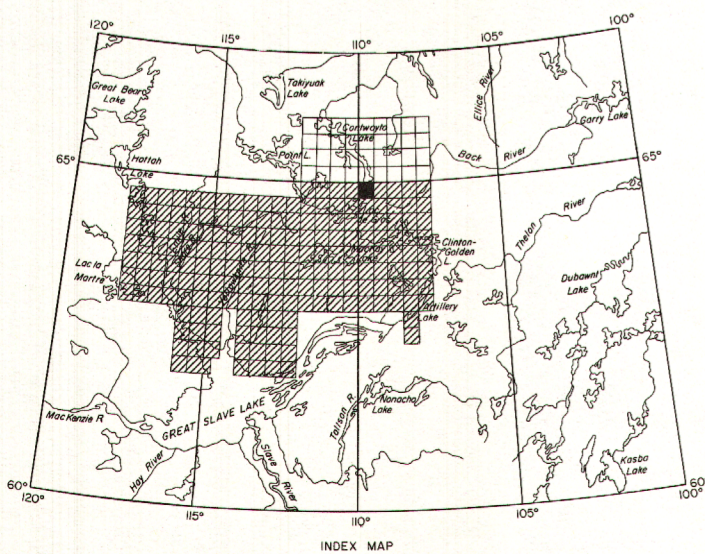 120°
115°
110°
105°
100°
Great Bear
Lake
Takiyuak
Lake
Ellice River
Garry Lake
Contwoyto
Lake
Point L.
Back River
65°
65°
Hottah
Lake
Thelon River
Clinton-
Golden
L.
Lac la
Martre
Dubawnt
Lake
Artillery
Lake
MacKenzie R.
GREAT SLAVE LAKE
Taltson R.
Nonacho
Lake
Hay River
Slave River
Kasba
Lake
60°
120°
115°
110°
105°
60°
100°
INDEX MAP